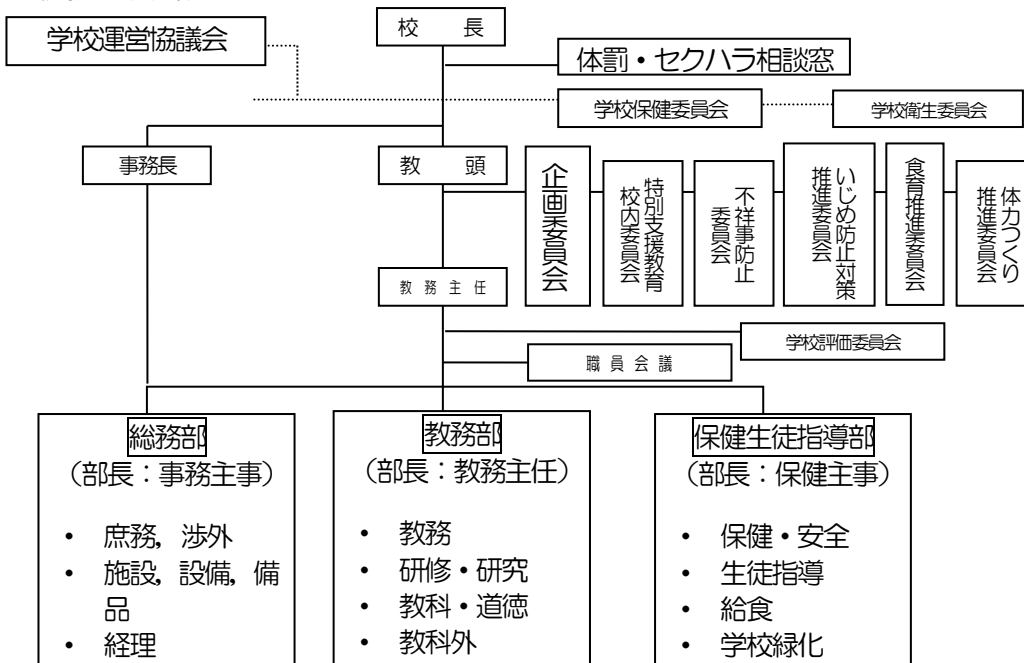 校　長
学校運営協議会
体罰・セクハラ相談窓
学校保健委員会
学校衛生委員会
事務長
教　頭
企画委員会
特別支援教育
校内委員会
不祥事防止
委員会
いじめ防止対策
推進委員会
食育推進委員会
体力つくり
推進委員会
教務主任
学校評価委員会
職員会議
総務部
（部長：事務主事）
・ 庶務，渉外
・ 施設，設備，備
品
・ 経理
教務部
（部長：教務主任）
・ 教務
・ 研修・研究
・ 教科・道徳
・ 教科外
保健生徒指導部
（部長：保健主事）
・ 保健・安全
・ 生徒指導
・ 給食
・ 学校緑化